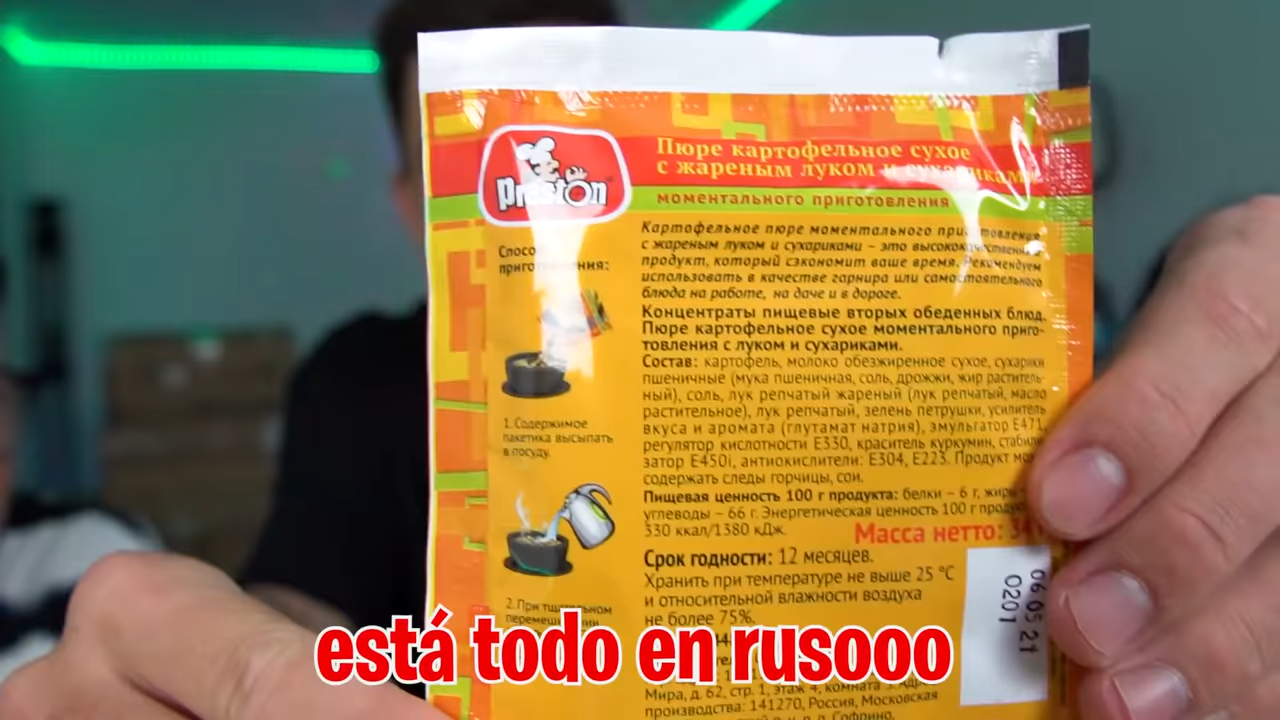 Preston
Пюре картофельное сухое
с жареным луком и сухариками
моментального приготовления
Способ
приготовления:
1. Содержимое
пакетика высыпать
в посуду.
2. При тщательном
Картофельное пюре моментального приготовления
с жареным луком и сухариками – это высококачественный
продукт, который сэкономит ваше время. Рекомендуем
использовать в качестве гарнира или самостоятельного
блюда на работе, на даче и в дороге.
Концентраты пищевые вторых обеденных блюд.
Пюре картофельное сухое моментального приго-
товления с луком и сухариками.
Состав: картофель, молоко обезжиренное сухое, сухарики
пшеничные (мука пшеничная, соль, дрожжи, жир раститель-
ный), соль, лук репчатый жареный (лук репчатый, масло
растительное), лук репчатый, зелень петрушки, усилитель
вкуса и аромата (глутамат натрия), эмульгатор Е471,
регулятор кислотности Е330, краситель куркумин, стабили-
затор Е450i, антиокислители: Е304, Е223. Продукт
содержать следы горчицы, сои.
Пищевая ценность 100 г продукта: белки – 6 г,
углеводы – 66 г. Энергетическая ценность 100 г
330 ккал/1380 кДж.
Масса нетто:
Срок годности: 12 месяцев.
Хранить при температуре не выше 25 °С
и относительной влажности воздуха
не более 75%.
06 05 21
0201
Мира, д. 62, стр. 1, этаж 4, комната
производства: 141270, Россия, Московская
Софрино,
está todo en rusooo